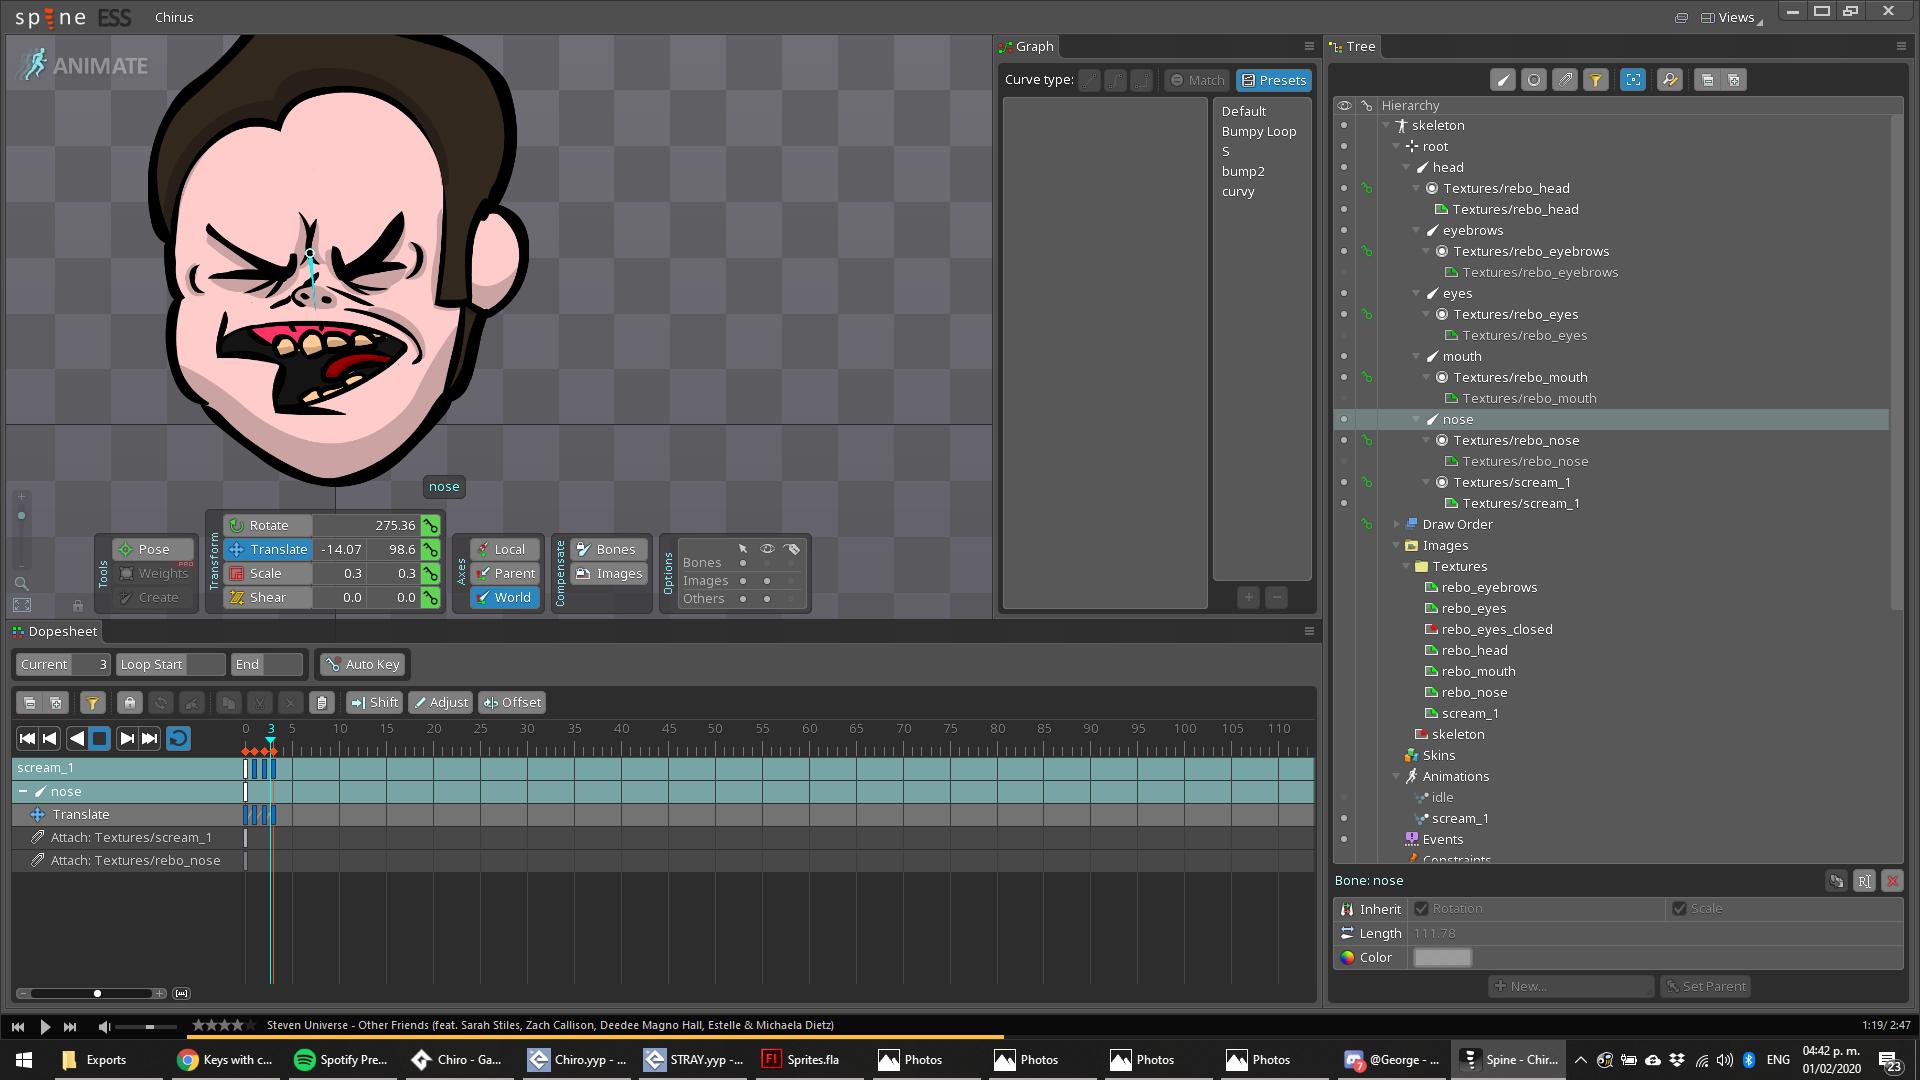 spine ESS Chirus
Views
ANIMATE
nose
Tools
Pose
Weights PRO
Create
Transform
Rotate 275.36
Translate -14.07 98.6
Scale 0.3 0.3
Shear 0.0 0.0
Axes
Local
Parent
World
Compensate
Bones
Images
Options
Bones
Images
Others
Graph
Curve type:
Match
Presets
Default
Bumpy Loop
S
bump2
curvy
Tree
Hierarchy
skeleton
root
head
Textures/rebo_head
Textures/rebo_head
eyebrows
Textures/rebo_eyebrows
Textures/rebo_eyebrows
eyes
Textures/rebo_eyes
Textures/rebo_eyes
mouth
Textures/rebo_mouth
Textures/rebo_mouth
nose
Textures/rebo_nose
Textures/rebo_nose
Textures/scream_1
Textures/scream_1
Draw Order
Images
Textures
rebo_eyebrows
rebo_eyes
rebo_eyes_closed
rebo_head
rebo_mouth
rebo_nose
scream_1
skeleton
Skins
Animations
idle
scream_1
Events
Constraints
Bone: nose
Inherit Rotation Scale
Length 111.78
Color
New...
Set Parent
Dopesheet
Current 3 Loop Start End Auto Key
Shift Adjust Offset
0 3 5 10 15 20 25 30 35 40 45 50 55 60 65 70 75 80 85 90 95 100 105 110
scream_1
nose
Translate
Attach: Textures/scream_1
Attach: Textures/rebo_nose
Steven Universe - Other Friends (feat. Sarah Stiles, Zach Callison, Deedee Magno Hall, Estelle & Michaela Dietz)
1:19/ 2:47
Exports
Keys with c...
Spotify Pre...
Chiro - Ga...
Chiro.yyp - ...
STRAY.yyp -...
Fl Sprites.fla
Photos
Photos
Photos
Photos
7 @George - ...
Spine - Chir...
ENG
04:42 p. m.
01/02/2020
23